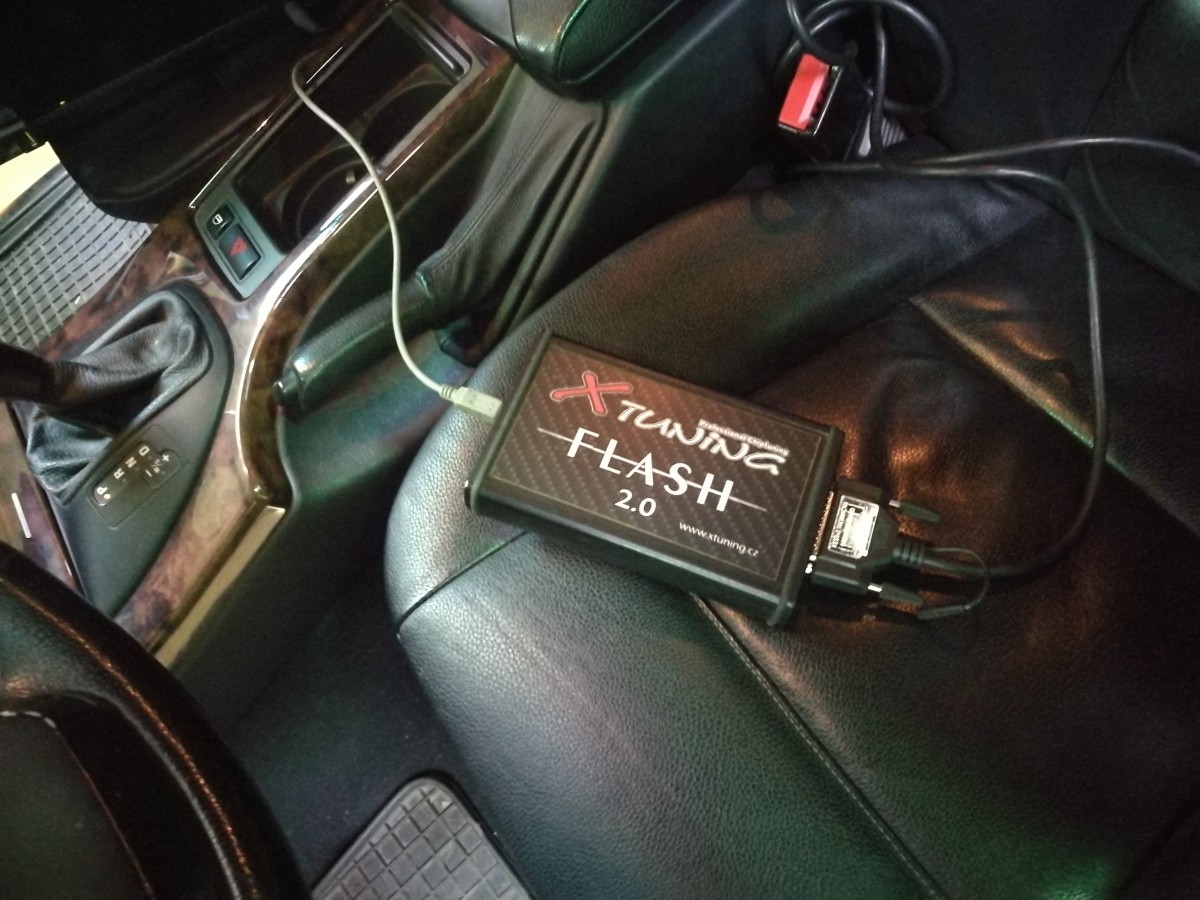 X TUNING
Professional Chiptuning
FLASH
2.0
www.xtuning.cz
P
R
N
D
+